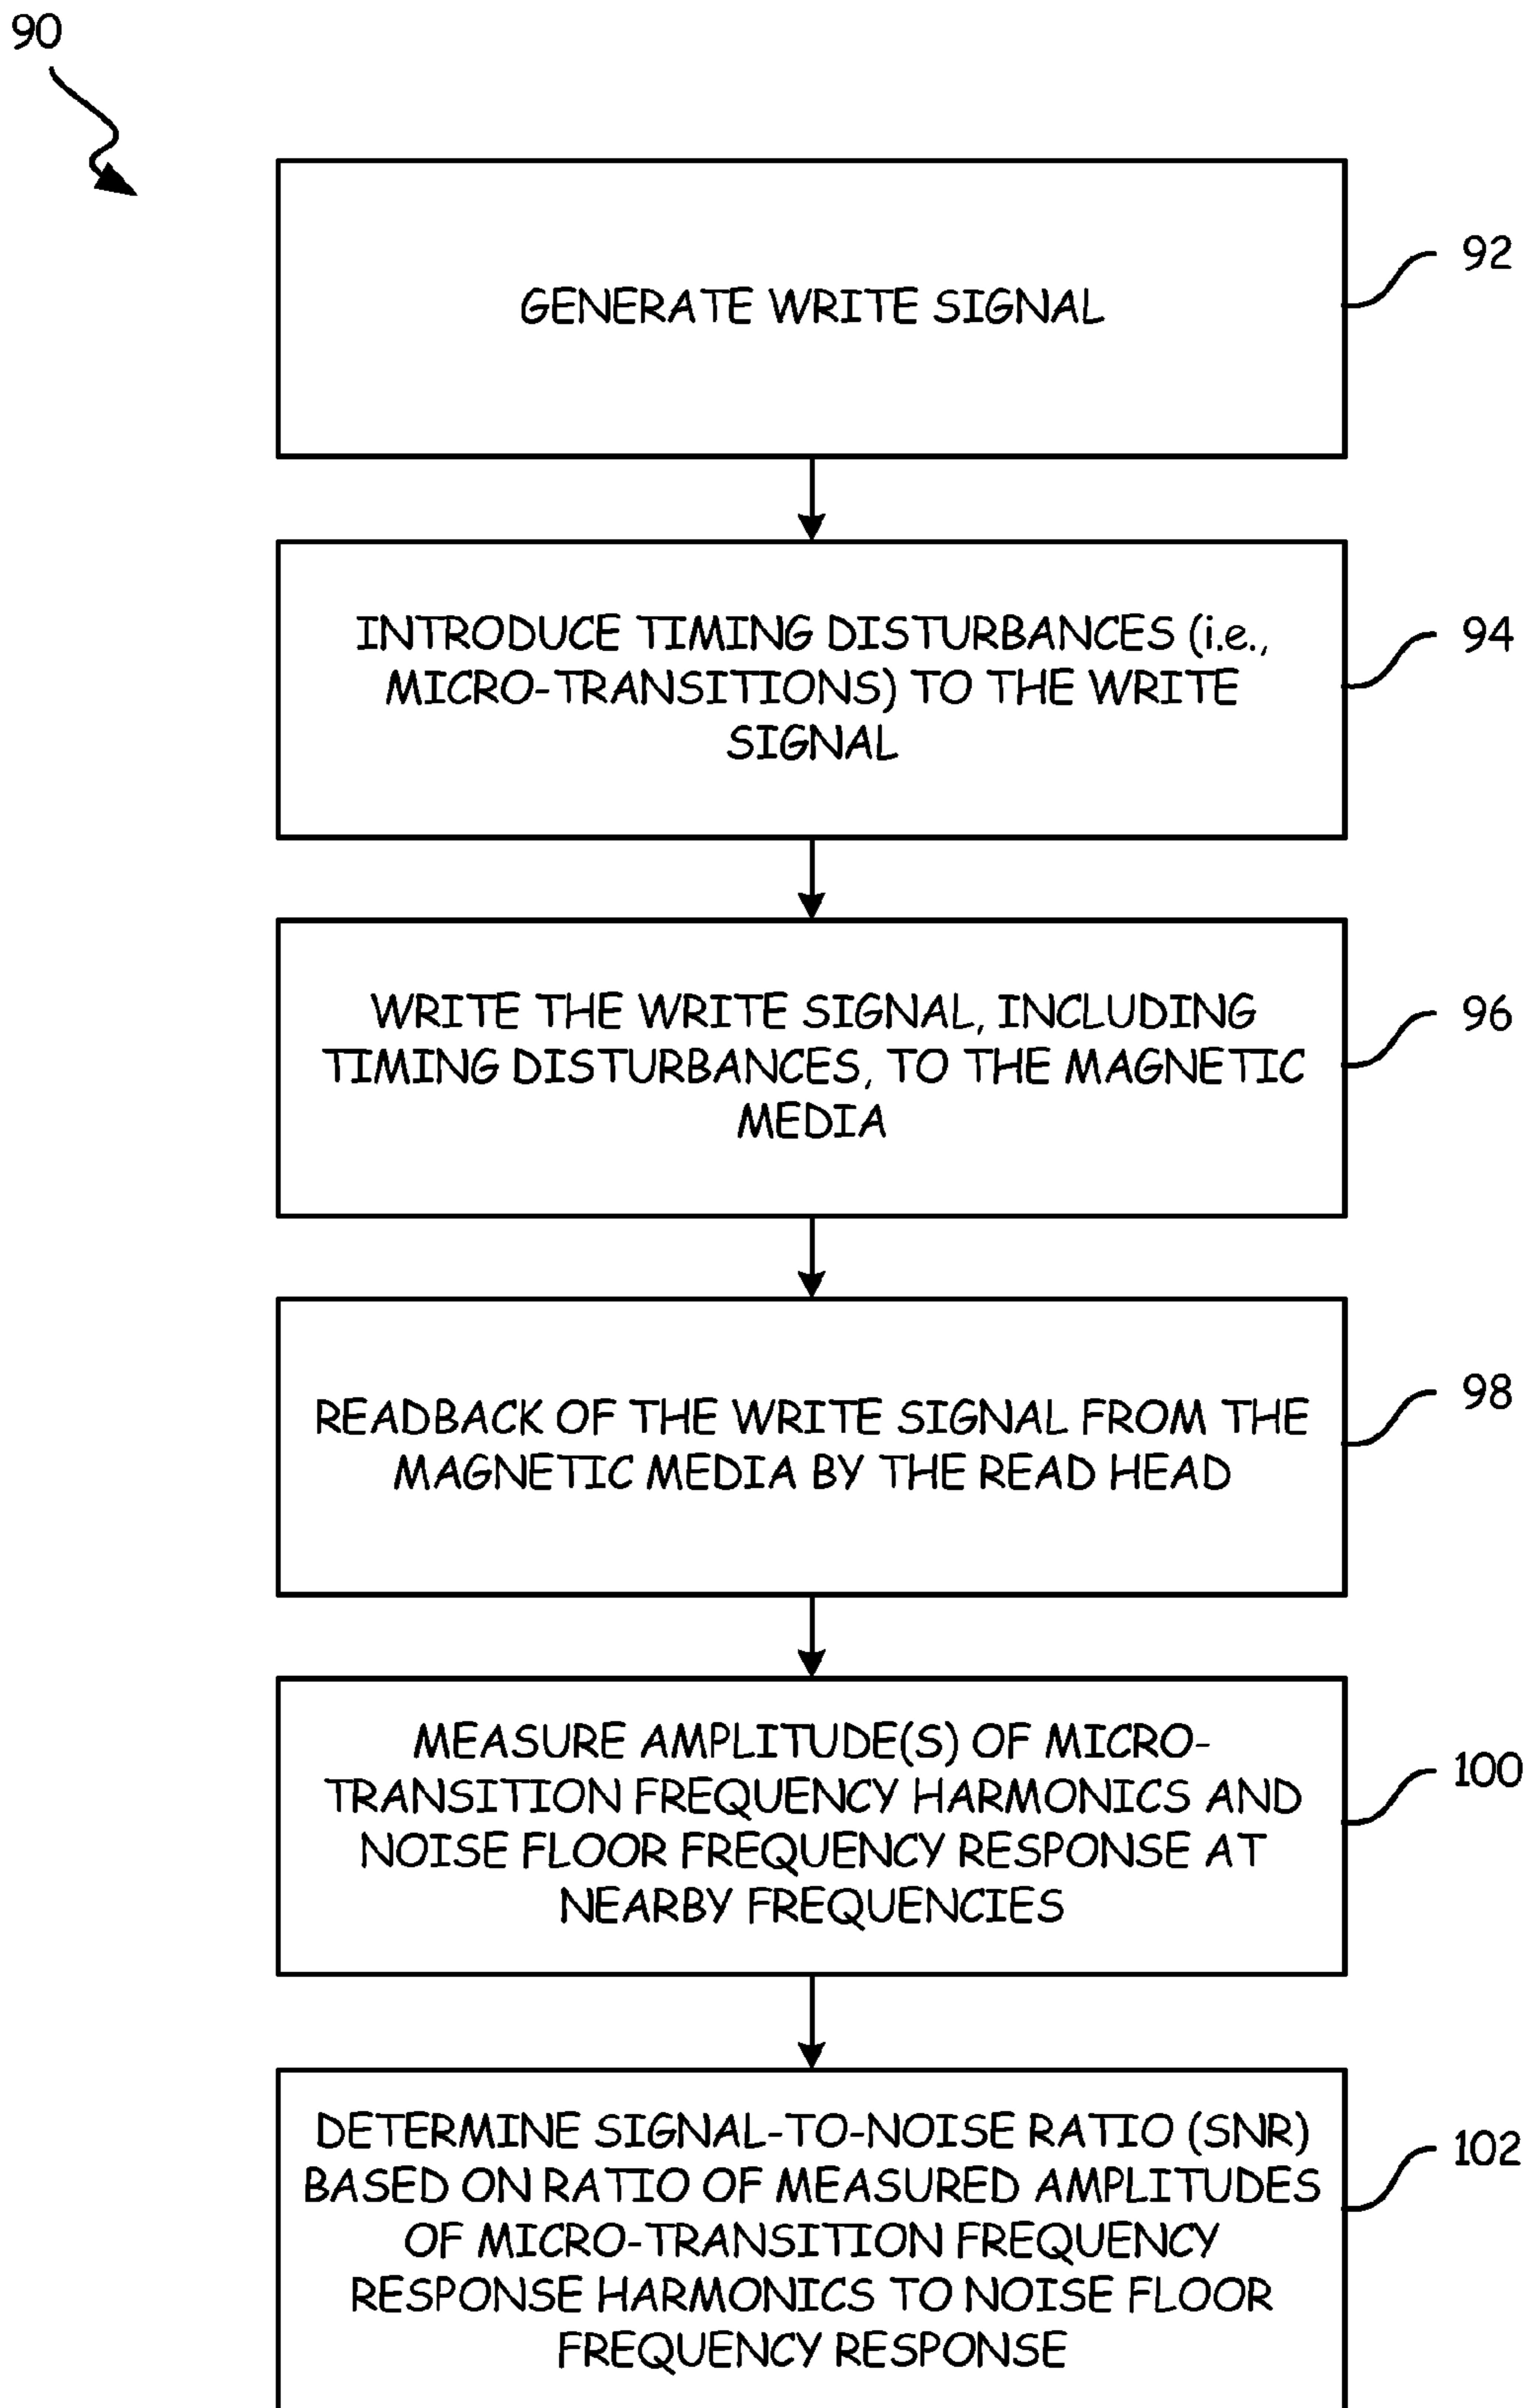 90
GENERATE WRITE SIGNAL
92
INTRODUCE TIMING DISTURBANCES (i.e.,
MICRO-TRANSITIONS) TO THE WRITE
SIGNAL
94
WRITE THE WRITE SIGNAL, INCLUDING
TIMING DISTURBANCES, TO THE MAGNETIC
MEDIA
96
READBACK OF THE WRITE SIGNAL FROM THE
MAGNETIC MEDIA BY THE READ HEAD
98
MEASURE AMPLITUDE(S) OF MICRO-
TRANSITION FREQUENCY HARMONICS AND
NOISE FLOOR FREQUENCY RESPONSE AT
NEARBY FREQUENCIES
100
DETERMINE SIGNAL-TO-NOISE RATIO (SNR)
BASED ON RATIO OF MEASURED AMPLITUDES
OF MICRO-TRANSITION FREQUENCY
RESPONSE HARMONICS TO NOISE FLOOR
FREQUENCY RESPONSE
102